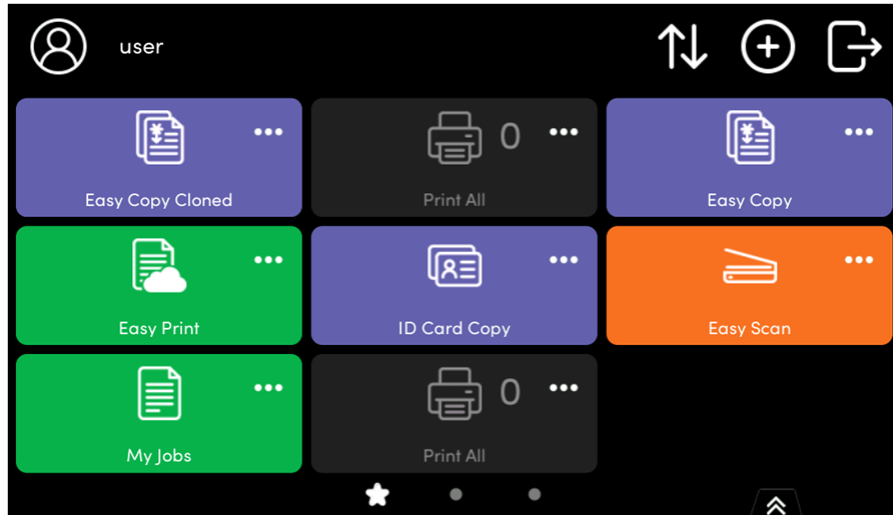 user
Easy Copy Cloned
0
Print All
Easy Copy
Easy Print
ID Card Copy
Easy Scan
My Jobs
0
Print All